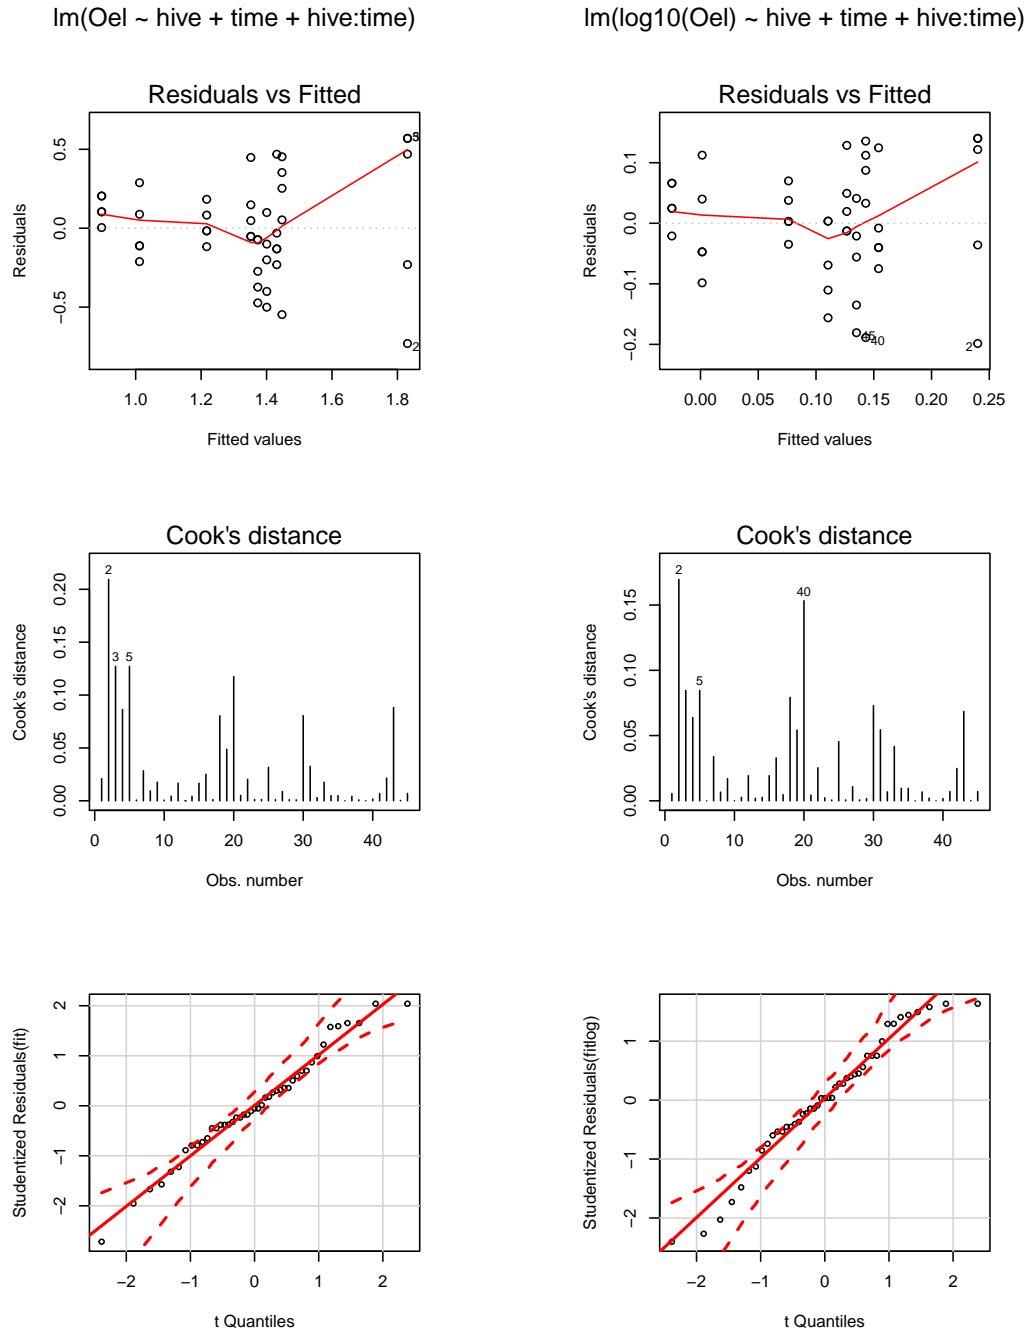 lm(Oel ~ hive + time + hive:time)
lm(log10(Oel) ~ hive + time + hive:time)
Residuals vs Fitted
Residuals
0.5
0.0
−0.5
5
2
1.0 1.2 1.4 1.6 1.8
Fitted values
Residuals vs Fitted
Residuals
0.1
0.0
−0.1
−0.2
45
40
2
0.00 0.05 0.10 0.15 0.20 0.25
Fitted values
Cook's distance
Cook's distance
0.20
0.15
0.10
0.05
0.00
2
3 5
0 10 20 30 40
Obs. number
Cook's distance
Cook's distance
0.15
0.10
0.05
0.00
2
40
5
0 10 20 30 40
Obs. number
Studentized Residuals(fit)
2
1
0
−1
−2
−2 −1 0 1 2
t Quantiles
Studentized Residuals(fitlog)
1
0
−1
−2
−2 −1 0 1 2
t Quantiles